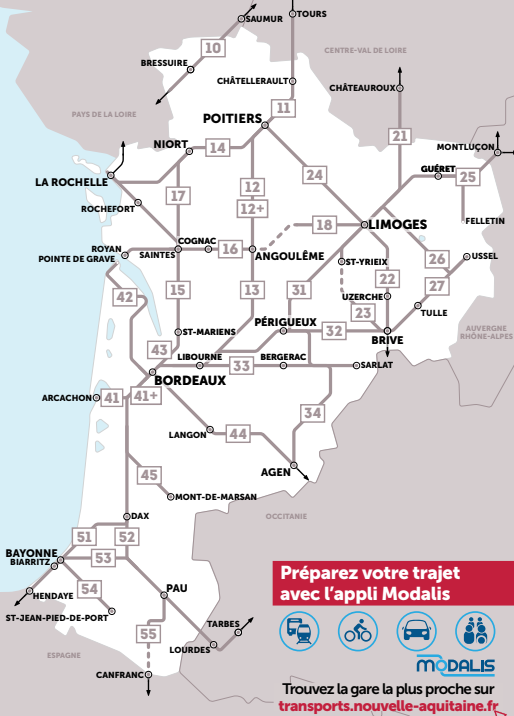 TOURS
SAUMUR
10
CENTRE-VAL DE LOIRE
BRESSUIRE
CHÂTELLERAULT
CHÂTEAUROUX
11
PAYS DE LA LOIRE
POITIERS
21
NIORT
14
MONTLUÇON
GUÉRET
24
25
LA ROCHELLE
12
17
12+
ROCHEFORT
FELLETIN
18
LIMOGES
COGNAC
ROYAN
16
POINTE DE GRAVE
SAINTES
ANGOULÊME
USSEL
ST-YRIEIX
26
22
27
42
15
13
31
UZERCHE
23
TULLE
PÉRIGUEUX
ST-MARIENS
32
AUVERGNE
RHÔNE-ALPES
BRIVE
43
LIBOURNE
BERGERAC
33
SARLAT
BORDEAUX
ARCACHON
41
41+
34
LANGON
44
AGEN
45
MONT-DE-MARSAN
DAX
OCCITANIE
51
52
BAYONNE
53
BIARRITZ
54
PAU
HENDAYE
ST-JEAN-PIED-DE-PORT
TARBES
55
LOURDES
ESPAGNE
CANFRANC
Préparez votre trajet
avec l’appli Modalis
MODALIS
Trouvez la gare la plus proche sur
transports.nouvelle-aquitaine.fr